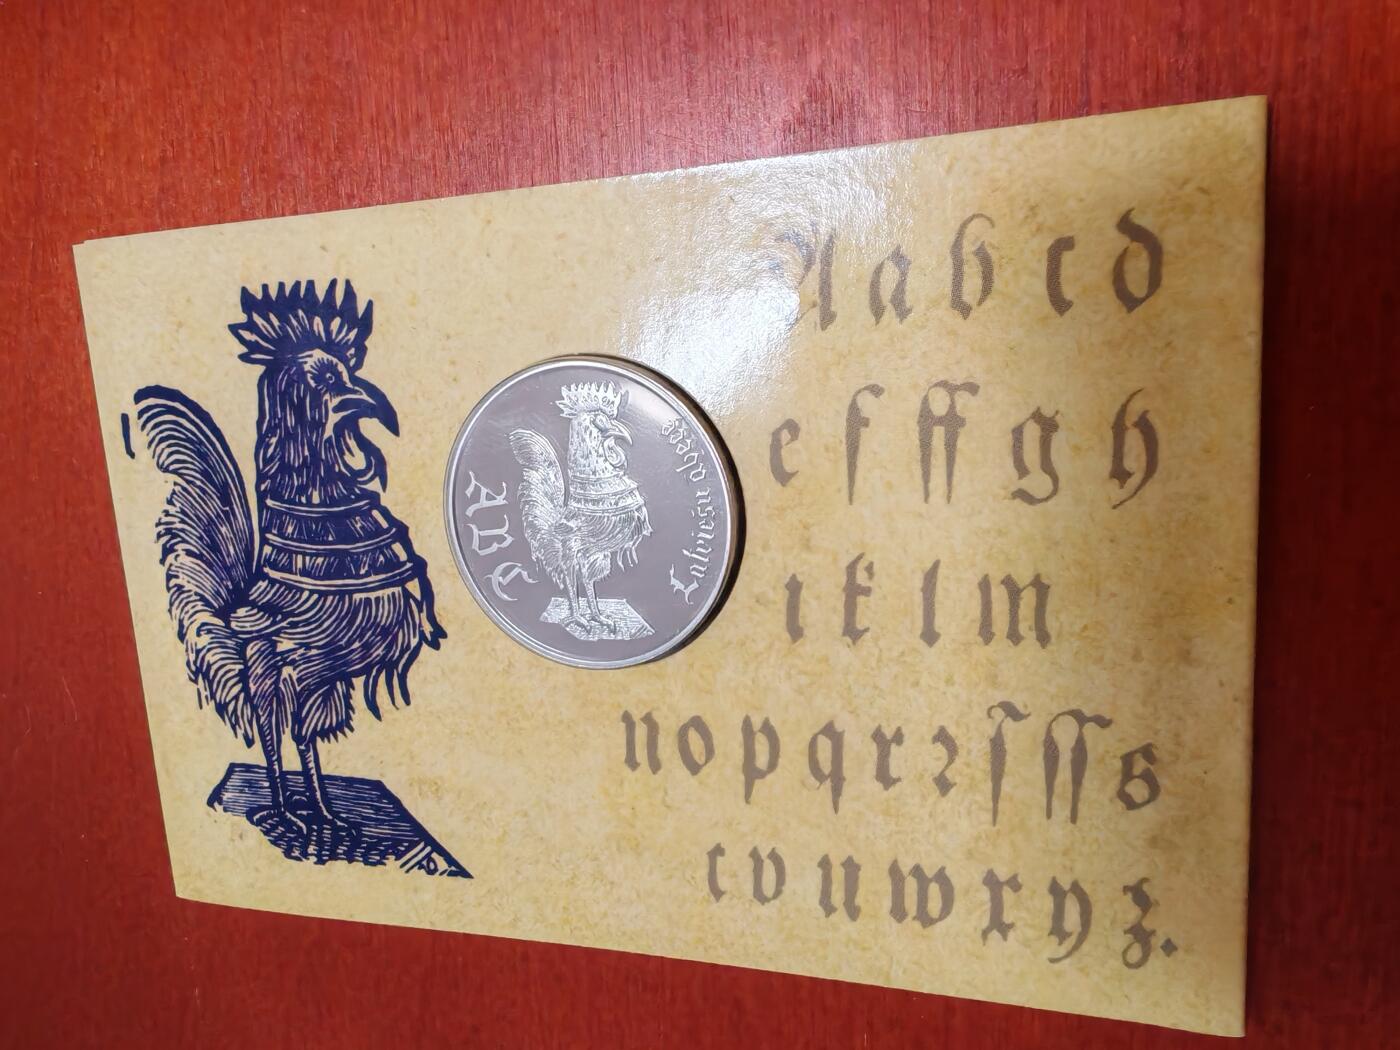 ABC
Latviešu ābece
A a b c d
e f ff g h
i k l m
n o p q r ꝛ ſ ſſ s
t v u w x y z.